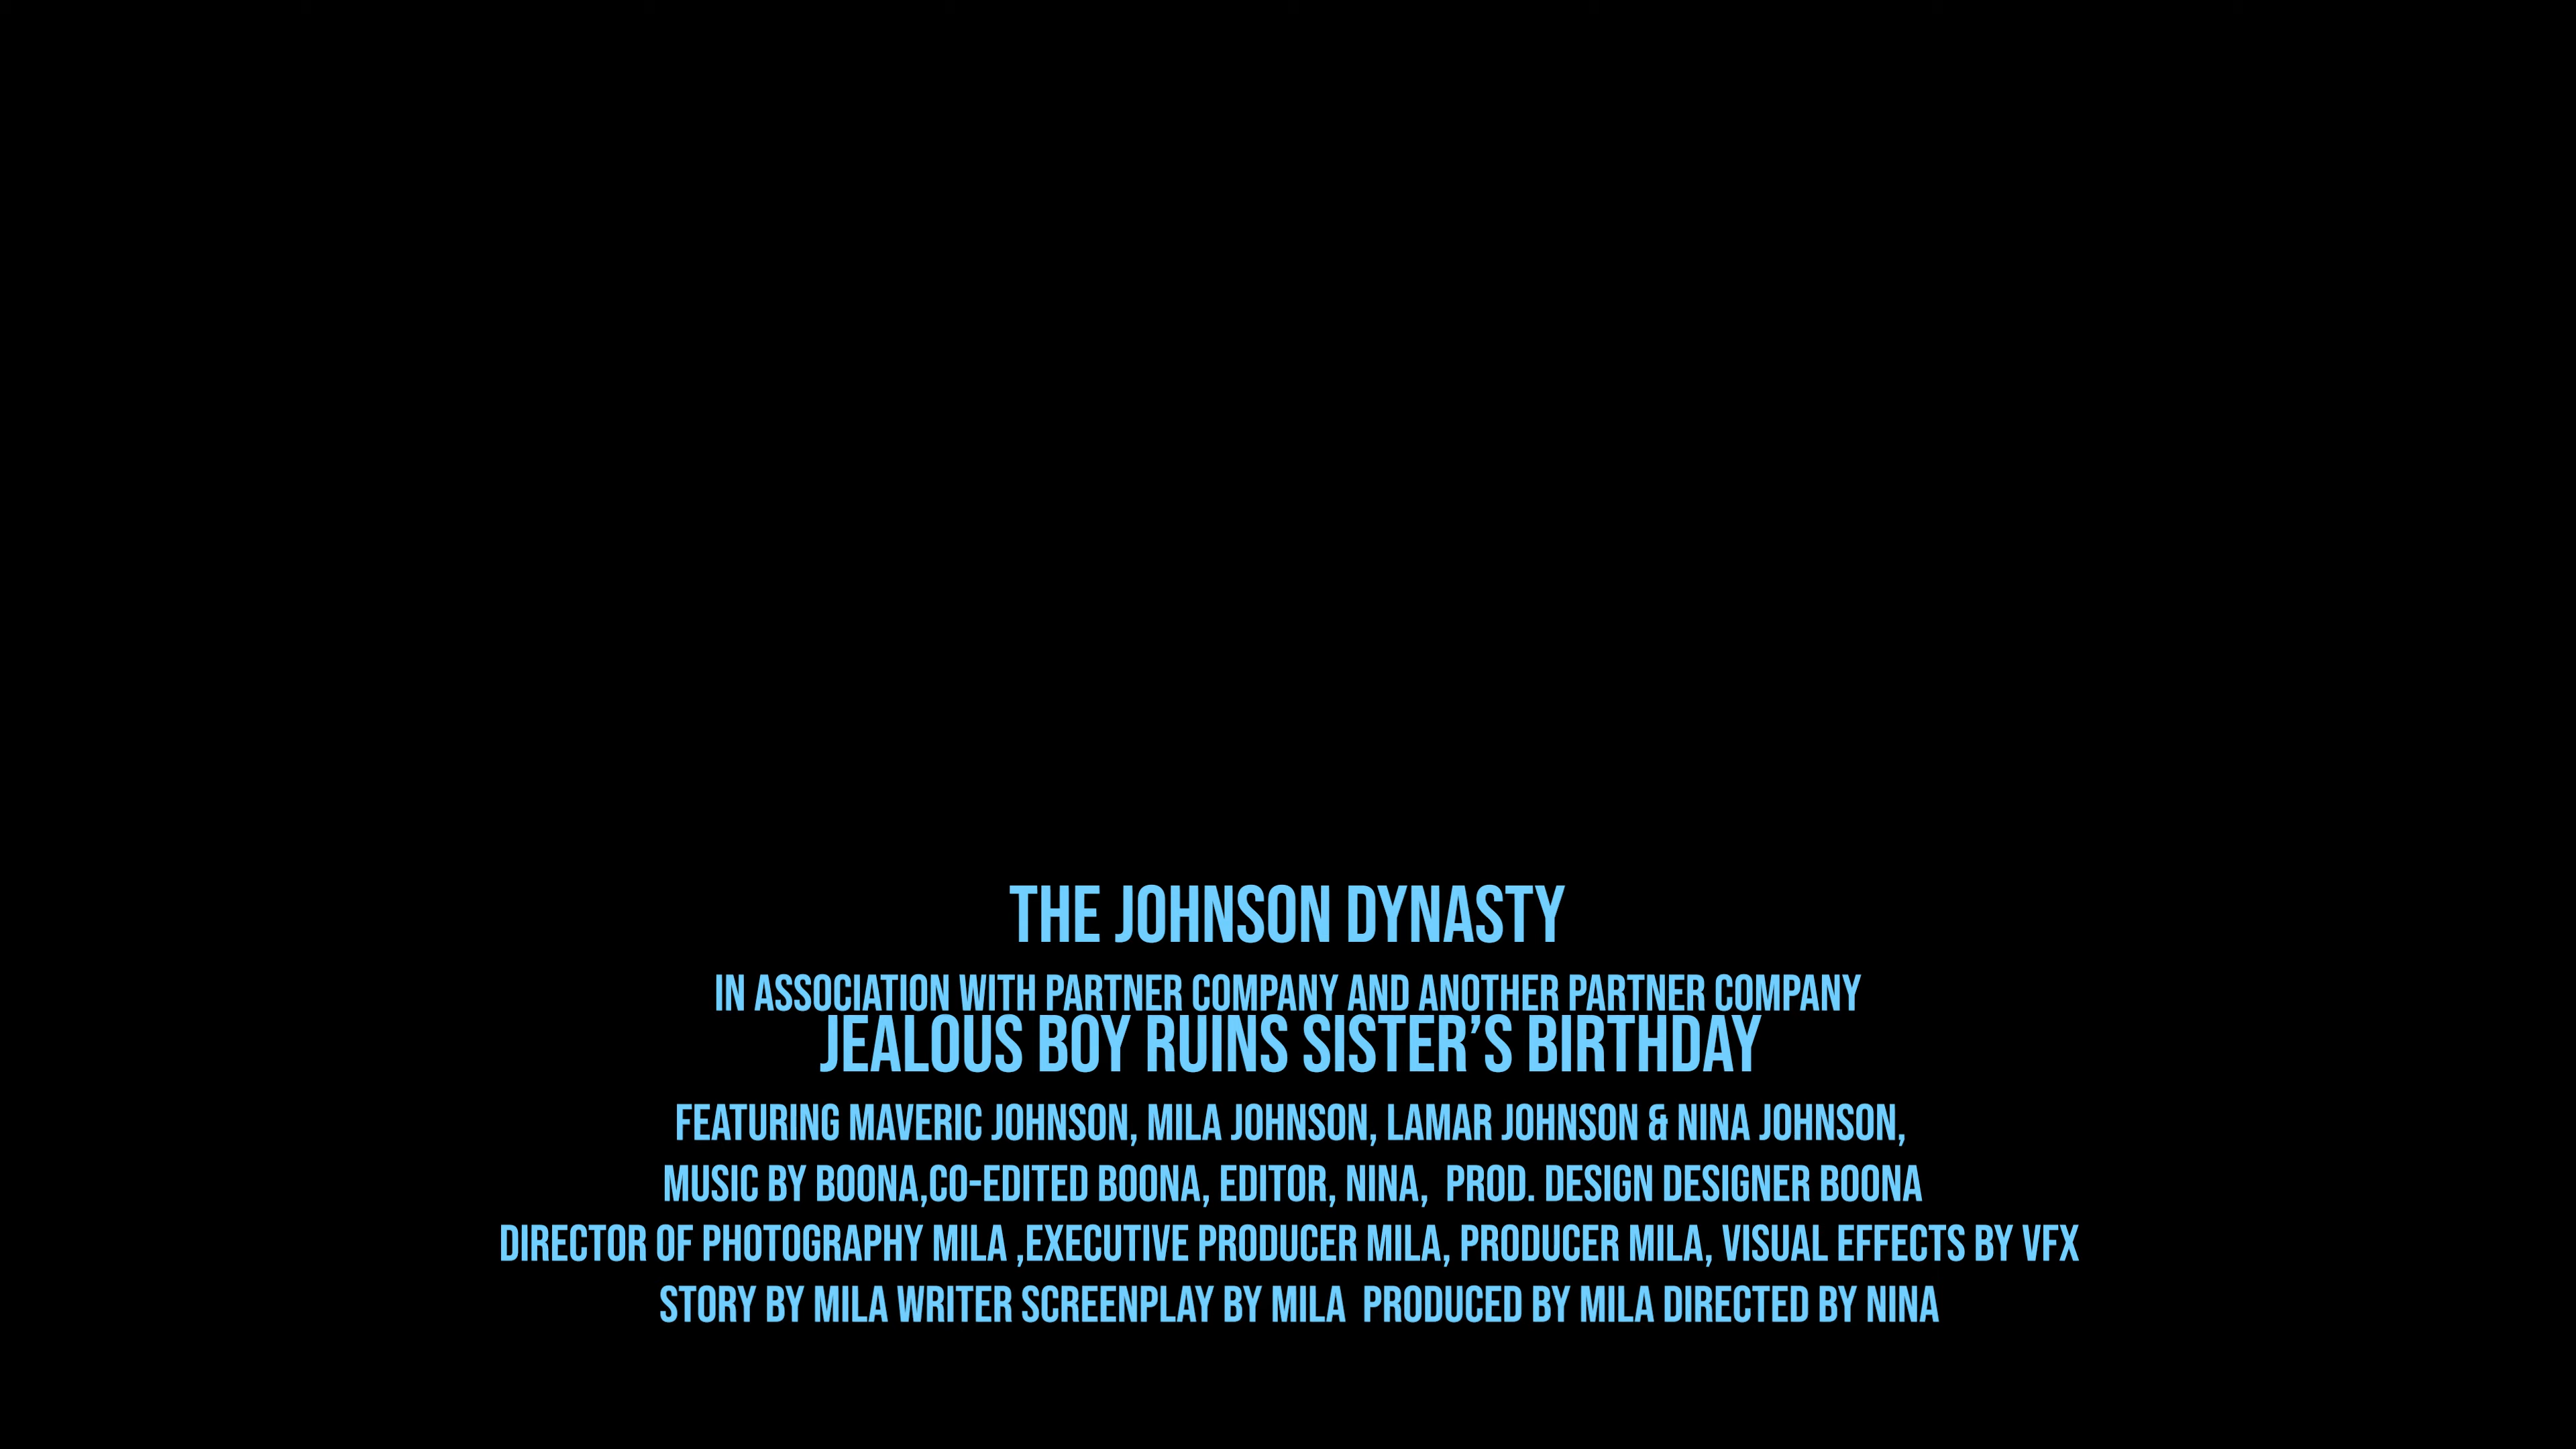 THE JOHNSON DYNASTY
IN ASSOCIATION WITH PARTNER COMPANY AND ANOTHER PARTNER COMPANY
JEALOUS BOY RUINS SISTER’S BIRTHDAY
FEATURING MAVERIC JOHNSON, MILA JOHNSON, LAMAR JOHNSON & NINA JOHNSON,
MUSIC BY BOONA,CO-EDITED BOONA, EDITOR, NINA,  PROD. DESIGN DESIGNER BOONA
DIRECTOR OF PHOTOGRAPHY MILA ,EXECUTIVE PRODUCER MILA, PRODUCER MILA, VISUAL EFFECTS BY VFX
STORY BY MILA WRITER SCREENPLAY BY MILA  PRODUCED BY MILA DIRECTED BY NINA